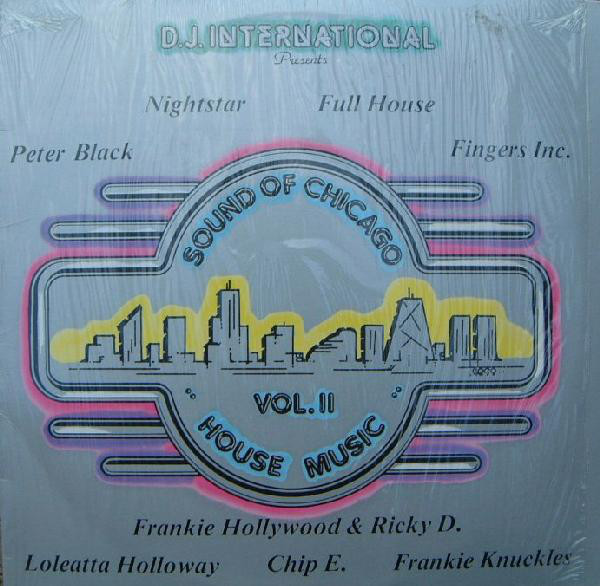 D.J. INTERNATIONAL
Presents
Nightstar Full House
Peter Black Fingers Inc.
SOUND OF CHICAGO
VOL. II
HOUSE MUSIC
Frankie Hollywood & Ricky D.
Loleatta Holloway Chip E. Frankie Knuckles